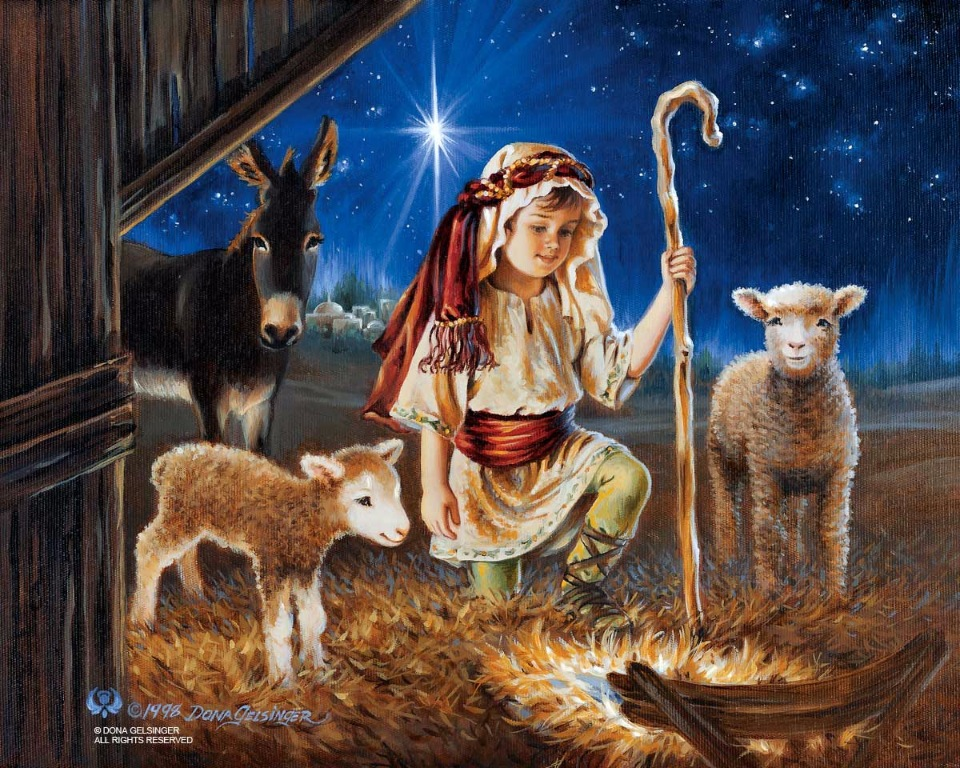 ©1998 DONA GELSINGER
© DONA GELSINGER
ALL RIGHTS RESERVED